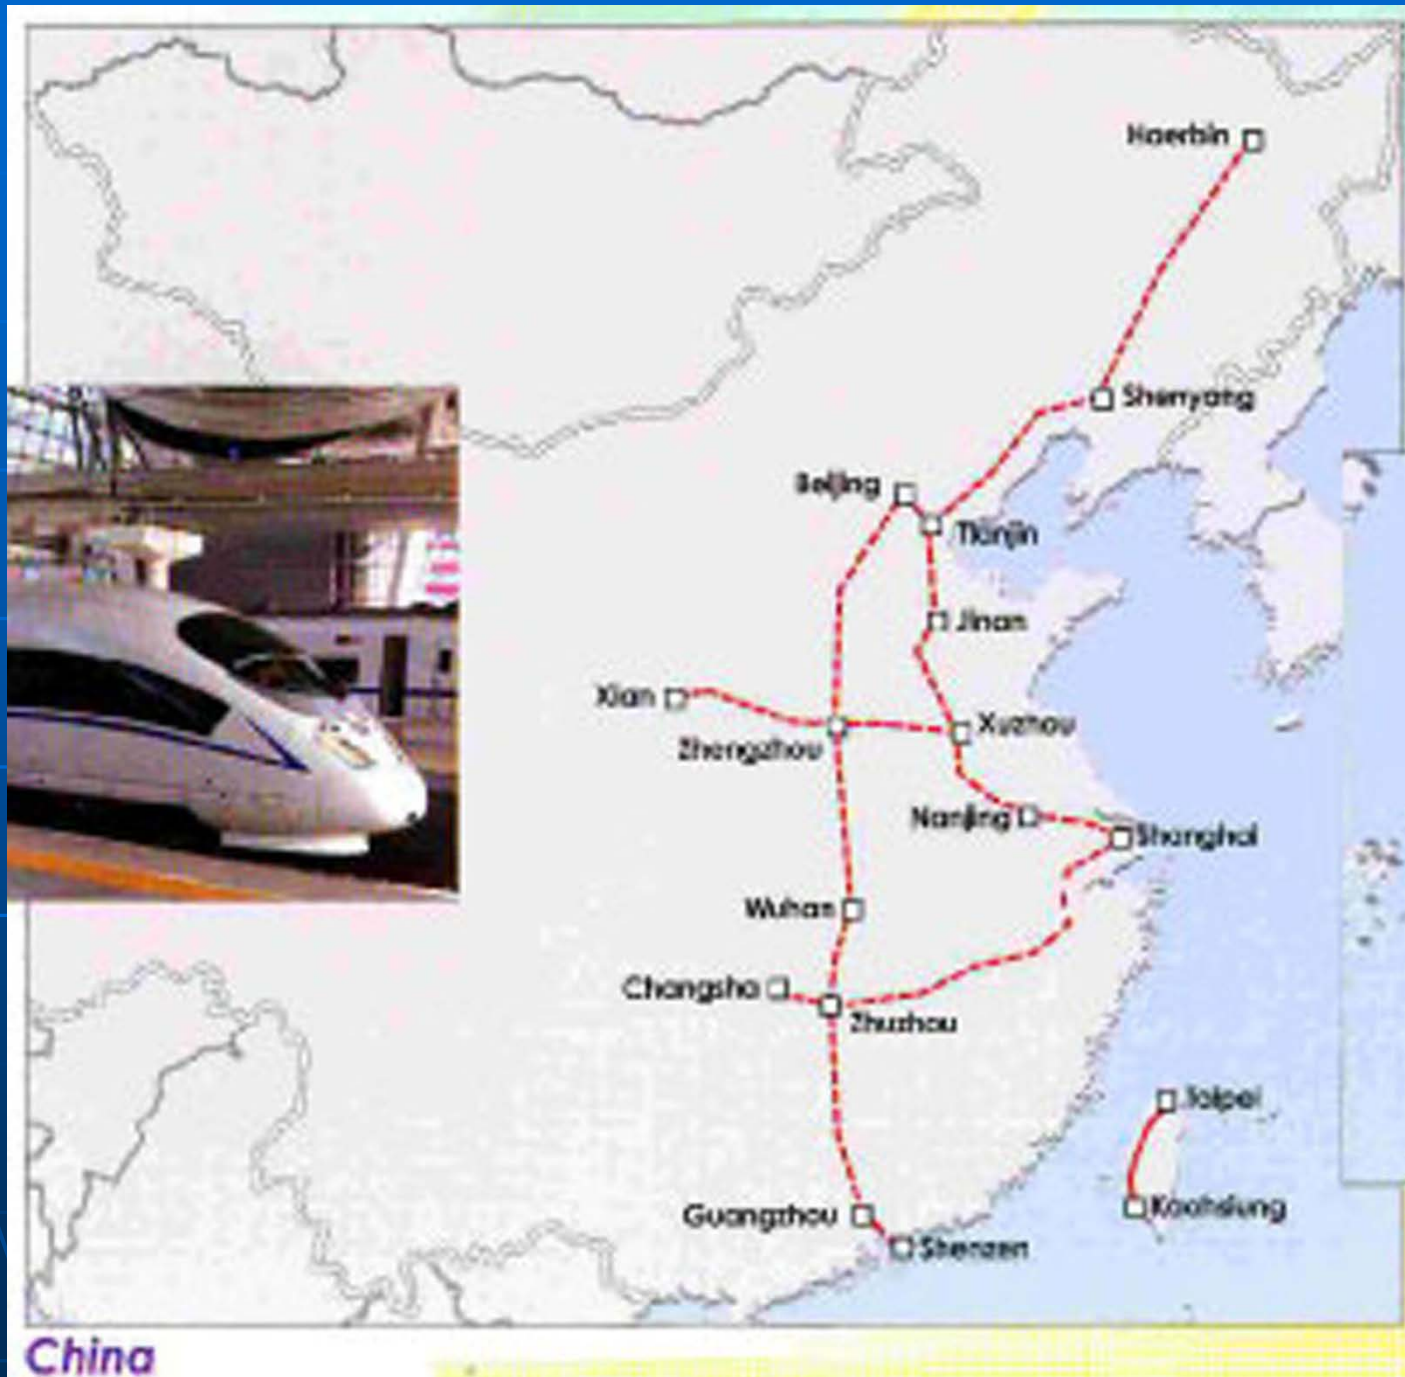 Haerbin
Shenyang
Beijing
Tianjin
Jinan
Xian
Xuzhou
Zhengzhou
Nanjing
Shanghai
Wuhan
Changsha
Zhuzhou
Taipei
Kaohsiung
Guangzhou
Shenzen
China